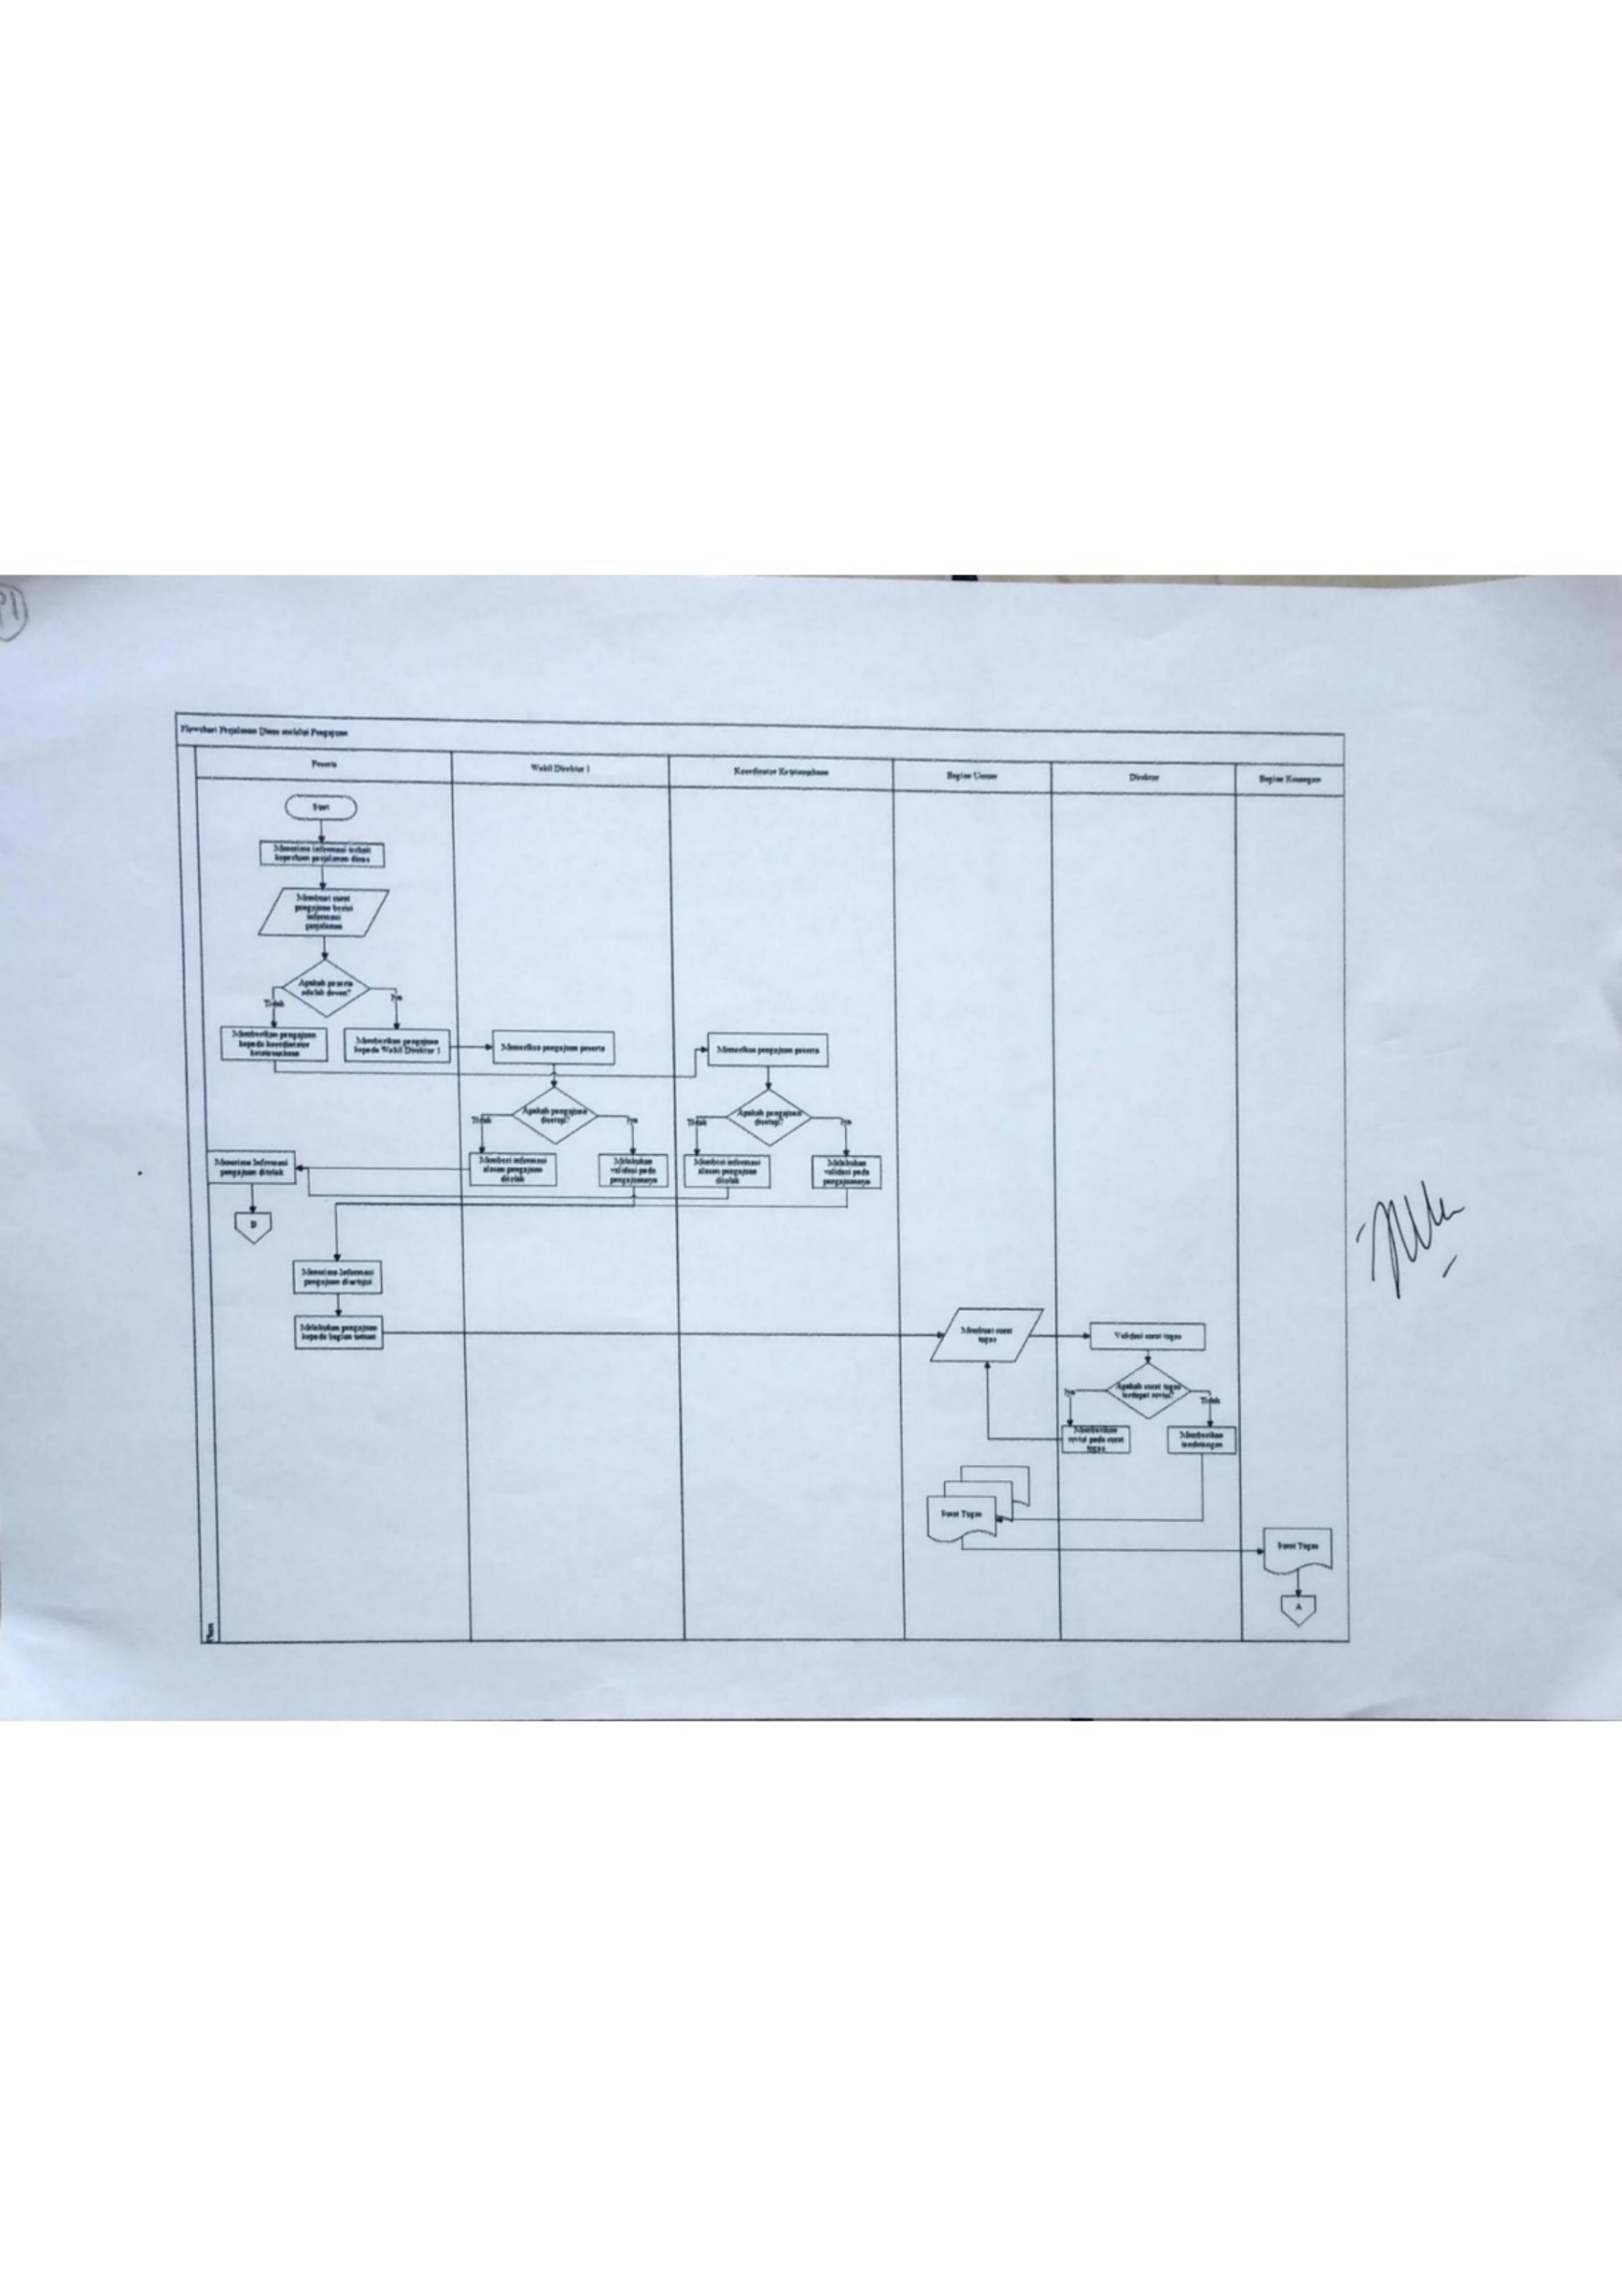 Flowchart Perjalanan Dinas melalui Pengajuan
Peserta
Wakil Direktur 1
Koordinator Ketatausahaan
Bagian Umum
Direktur
Bagian Keuangan
Start
Menerima informasi terkait
keperluan perjalanan dinas
Membuat surat
pengajuan berisi
informasi
perjalanan
Apakah peserta
adalah dosen?
Tidak
Iya
Memberikan pengajuan
kepada koordinator
ketatausahaan
Memberikan pengajuan
kepada Wakil Direktur 1
Memeriksa pengajuan peserta
Memeriksa pengajuan peserta
Apakah pengajuan
disetujui?
Tidak
Iya
Apakah pengajuan
disetujui?
Tidak
Iya
Menerima Informasi
pengajuan ditolak
Memberi informasi
alasan pengajuan
ditolak
Melakukan
validasi pada
pengajuannya
Memberi informasi
alasan pengajuan
ditolak
Melakukan
validasi pada
pengajuannya
Menerima Informasi
pengajuan disetujui
Melakukan pengajuan
kepada bagian umum
Membuat surat
tugas
Validasi surat tugas
Apakah surat tugas
terdapat revisi?
Iya
Tidak
Memberikan
revisi pada surat
tugas
Memberikan
tandatangan
Surat Tugas
Surat Tugas
A